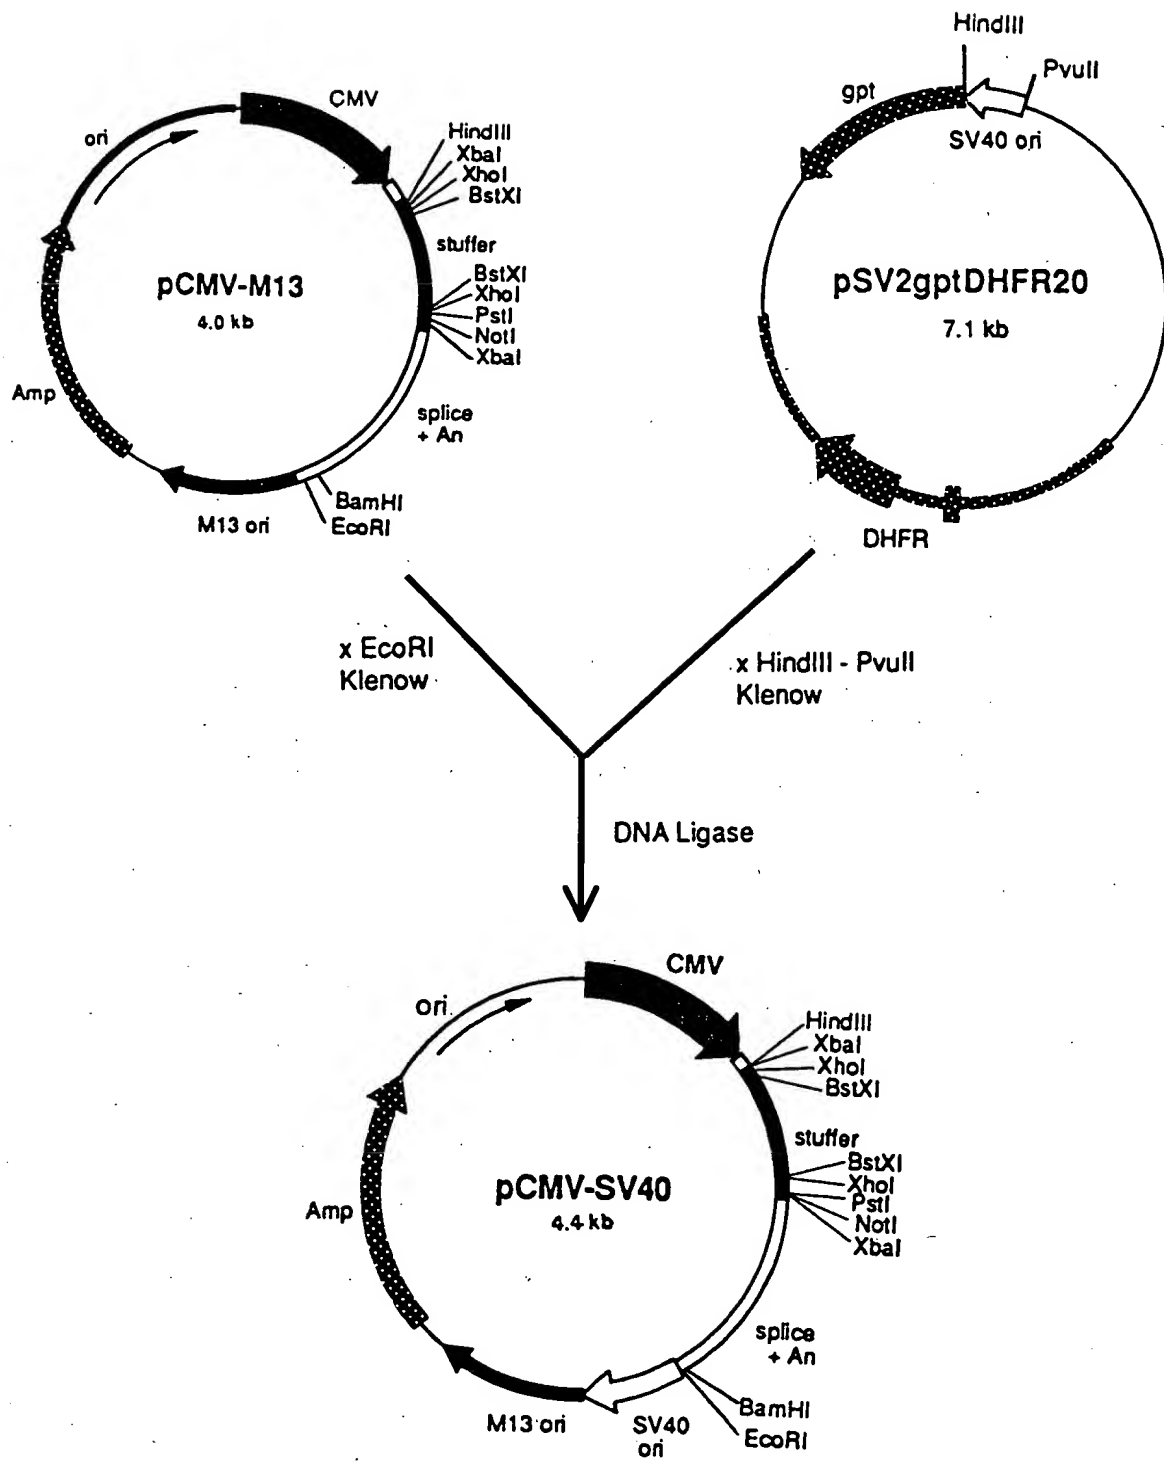 CMV
ori
HindIII
XbaI
XhoI
BstXI
stuffer
BstXI
XhoI
PstI
NotI
XbaI
pCMV-M13
4.0 kb
Amp
splice
+ An
BamHI
EcoRI
M13 ori
HindIII
PvuII
gpt
SV40 ori
pSV2gptDHFR20
7.1 kb
DHFR
x EcoRI
Klenow
x HindIII - PvuII
Klenow
DNA Ligase
CMV
ori
HindIII
XbaI
XhoI
BstXI
stuffer
BstXI
XhoI
PstI
NotI
XbaI
pCMV-SV40
4.4 kb
Amp
splice
+ An
BamHI
EcoRI
M13 ori
SV40
ori